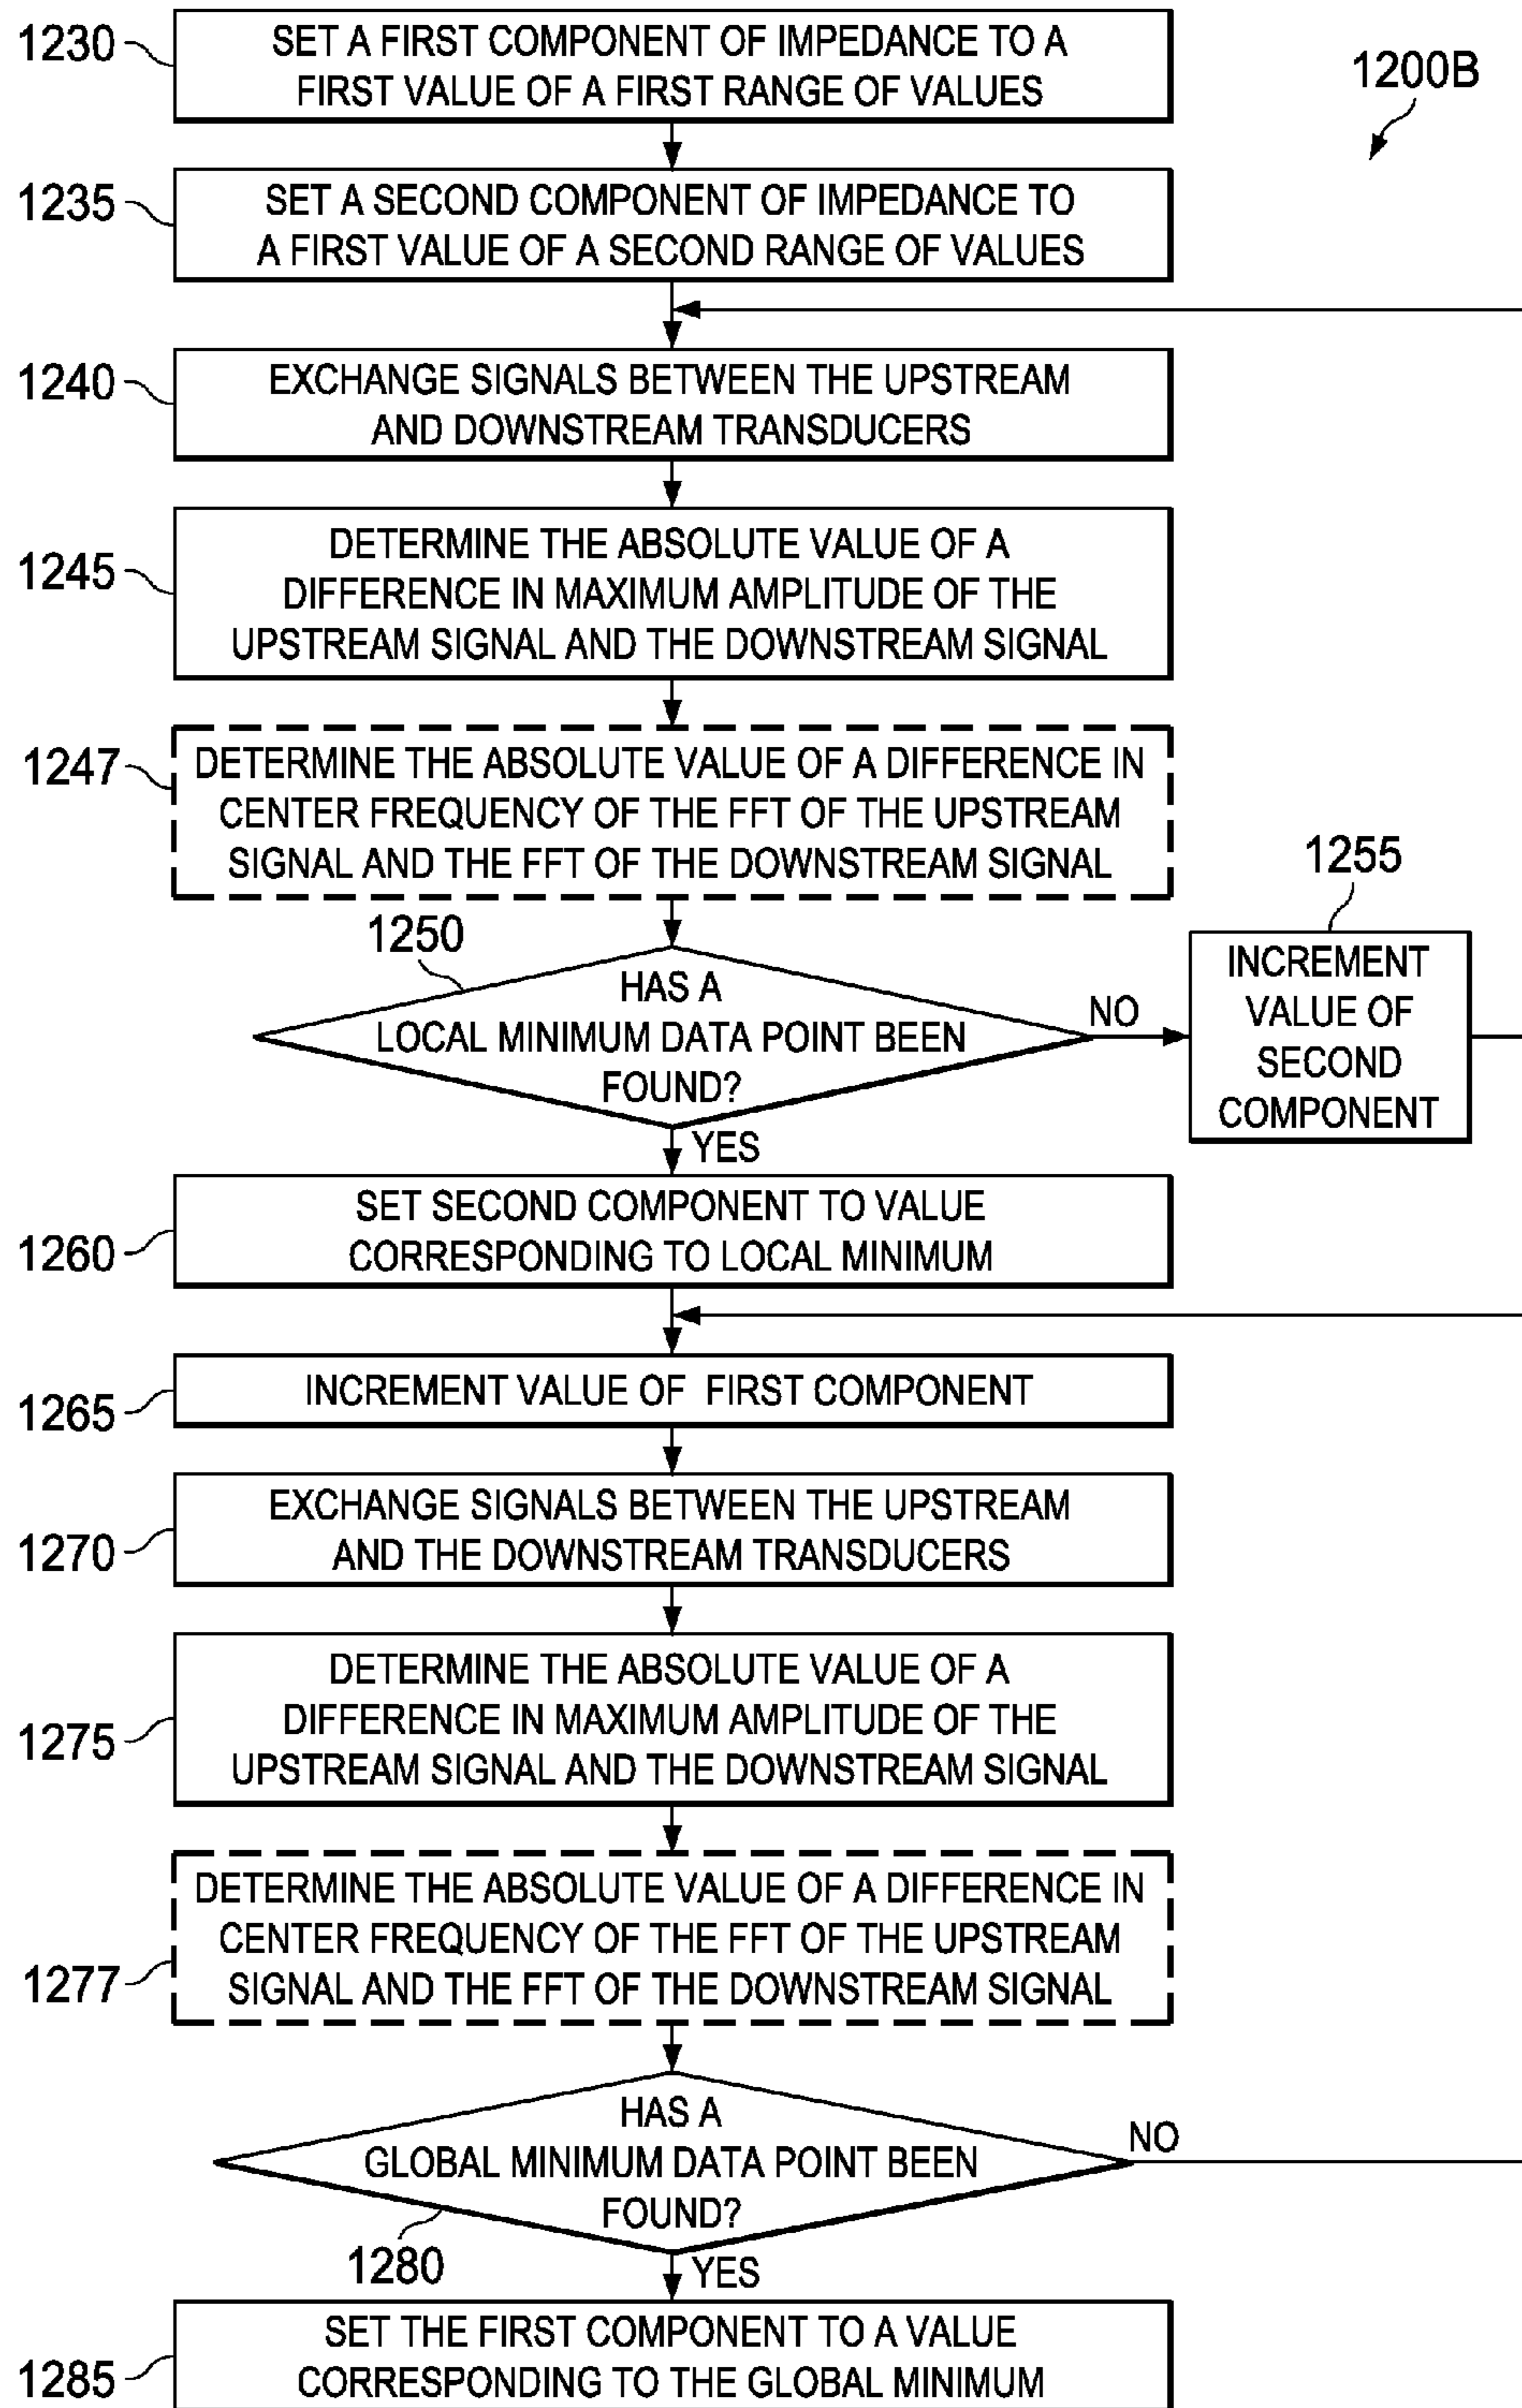 1230
SET A FIRST COMPONENT OF IMPEDANCE TO A
FIRST VALUE OF A FIRST RANGE OF VALUES
1200B
1235
SET A SECOND COMPONENT OF IMPEDANCE TO
A FIRST VALUE OF A SECOND RANGE OF VALUES
1240
EXCHANGE SIGNALS BETWEEN THE UPSTREAM
AND DOWNSTREAM TRANSDUCERS
1245
DETERMINE THE ABSOLUTE VALUE OF A
DIFFERENCE IN MAXIMUM AMPLITUDE OF THE
UPSTREAM SIGNAL AND THE DOWNSTREAM SIGNAL
1247
DETERMINE THE ABSOLUTE VALUE OF A DIFFERENCE IN
CENTER FREQUENCY OF THE FFT OF THE UPSTREAM
SIGNAL AND THE FFT OF THE DOWNSTREAM SIGNAL
1250
HAS A
LOCAL MINIMUM DATA POINT BEEN
FOUND?
NO
1255
INCREMENT
VALUE OF
SECOND
COMPONENT
YES
1260
SET SECOND COMPONENT TO VALUE
CORRESPONDING TO LOCAL MINIMUM
1265
INCREMENT VALUE OF FIRST COMPONENT
1270
EXCHANGE SIGNALS BETWEEN THE UPSTREAM
AND THE DOWNSTREAM TRANSDUCERS
1275
DETERMINE THE ABSOLUTE VALUE OF A
DIFFERENCE IN MAXIMUM AMPLITUDE OF THE
UPSTREAM SIGNAL AND THE DOWNSTREAM SIGNAL
1277
DETERMINE THE ABSOLUTE VALUE OF A DIFFERENCE IN
CENTER FREQUENCY OF THE FFT OF THE UPSTREAM
SIGNAL AND THE FFT OF THE DOWNSTREAM SIGNAL
HAS A
GLOBAL MINIMUM DATA POINT BEEN
FOUND?
NO
1280
YES
1285
SET THE FIRST COMPONENT TO A VALUE
CORRESPONDING TO THE GLOBAL MINIMUM